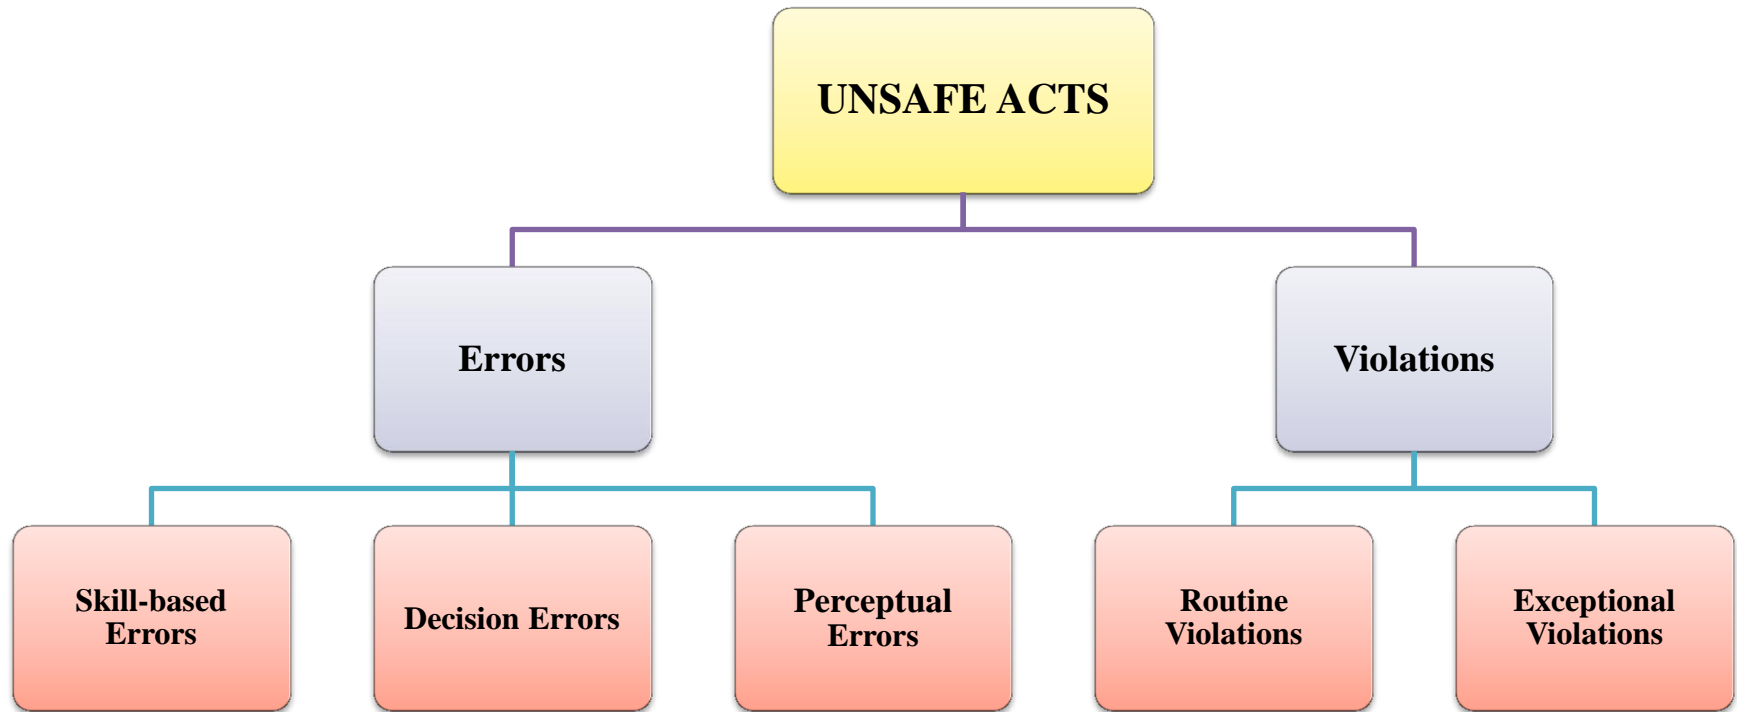 UNSAFE ACTS
Errors
Violations
Skill-based
Errors
Decision Errors
Perceptual
Errors
Routine
Violations
Exceptional
Violations